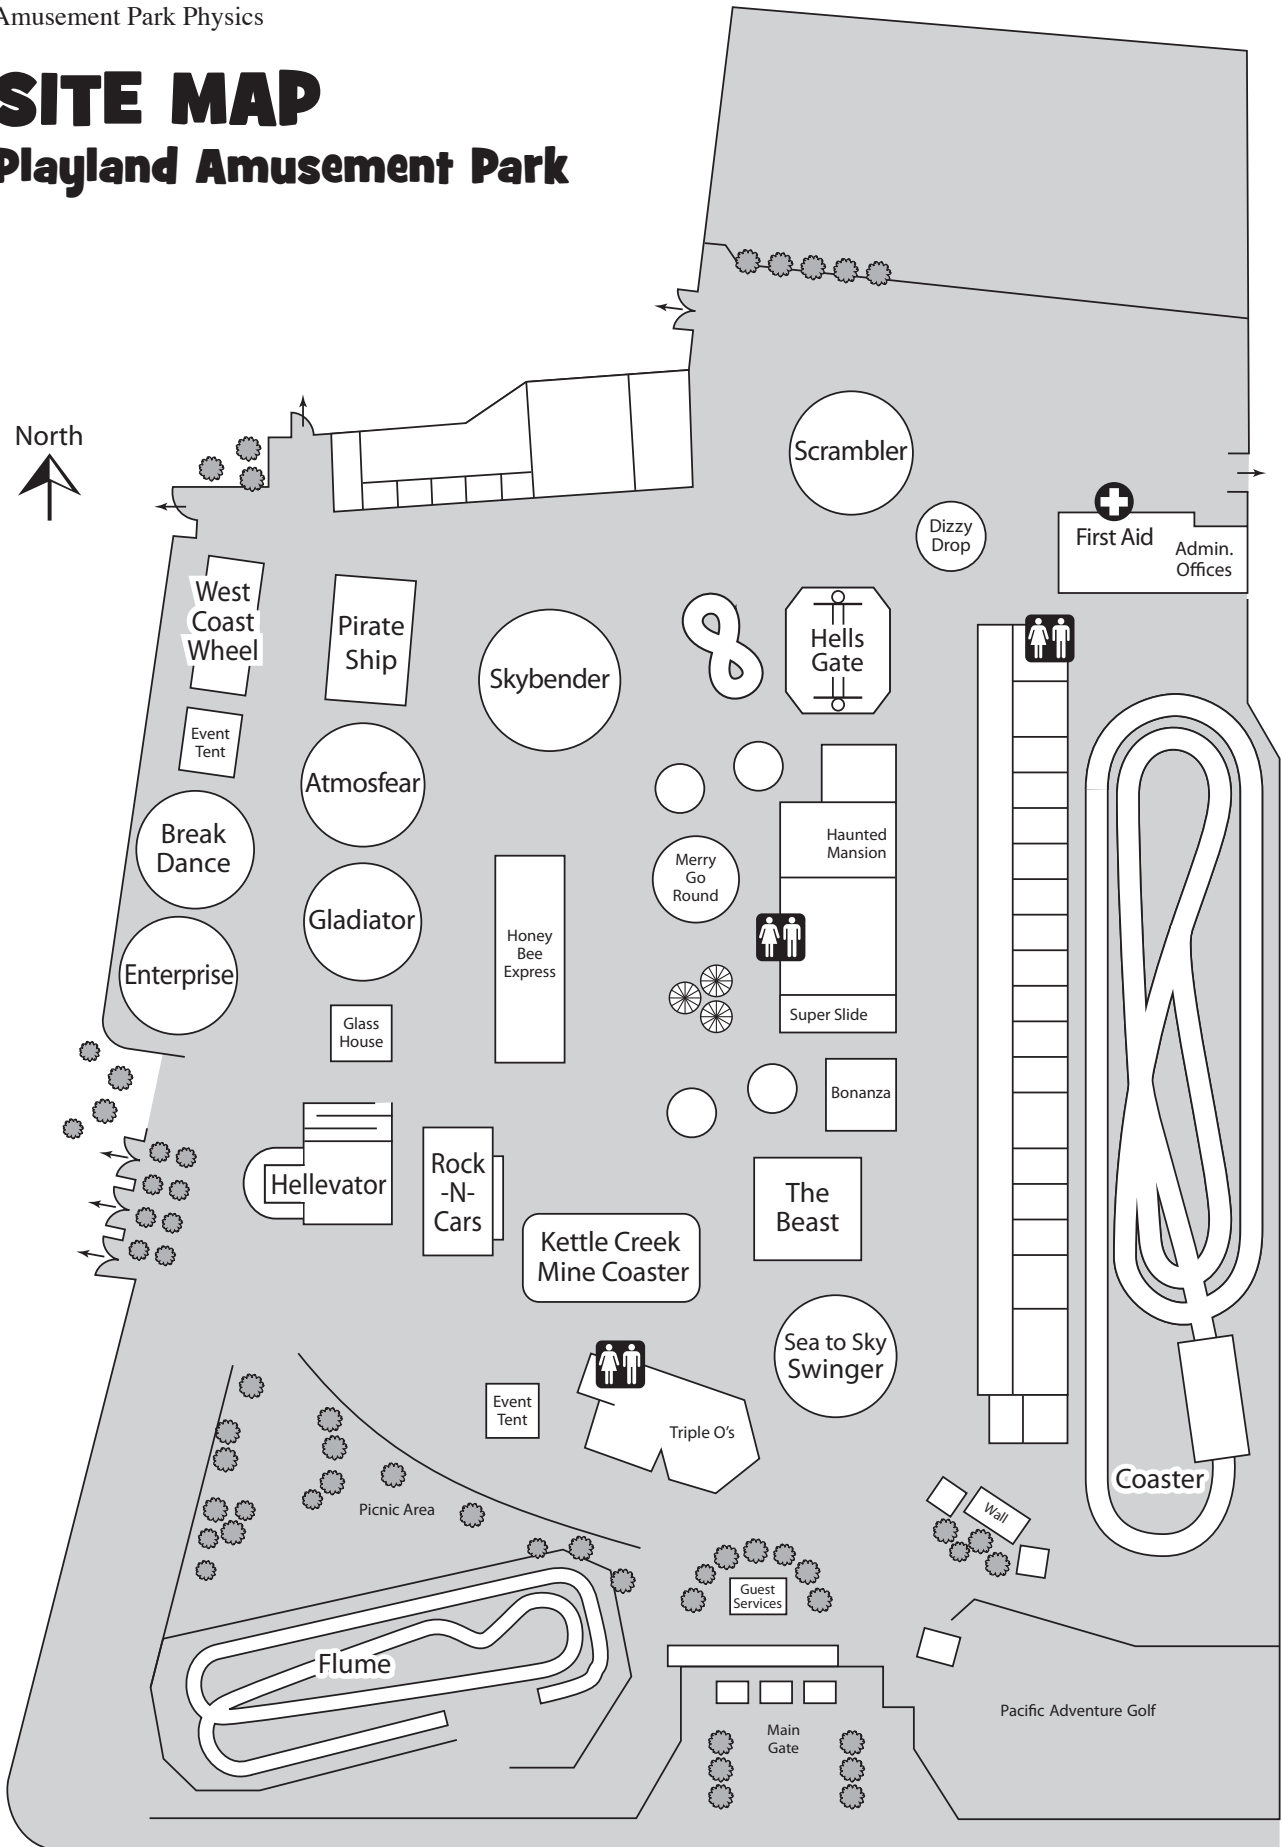 Amusement Park Physics
SITE MAP
Playland Amusement Park
North
Scrambler
Dizzy
Drop
First Aid
Admin.
Offices
West
Coast
Wheel
Pirate
Ship
Skybender
Hells
Gate
Event
Tent
Atmosfear
Break
Dance
Haunted
Mansion
Merry
Go
Round
Gladiator
Honey
Bee
Express
Enterprise
Glass
House
Super Slide
Bonanza
Hellevator
Rock
-N-
Cars
The
Beast
Kettle Creek
Mine Coaster
Sea to Sky
Swinger
Event
Tent
Triple O's
Coaster
Picnic Area
Wall
Guest
Services
Flume
Pacific Adventure Golf
Main
Gate